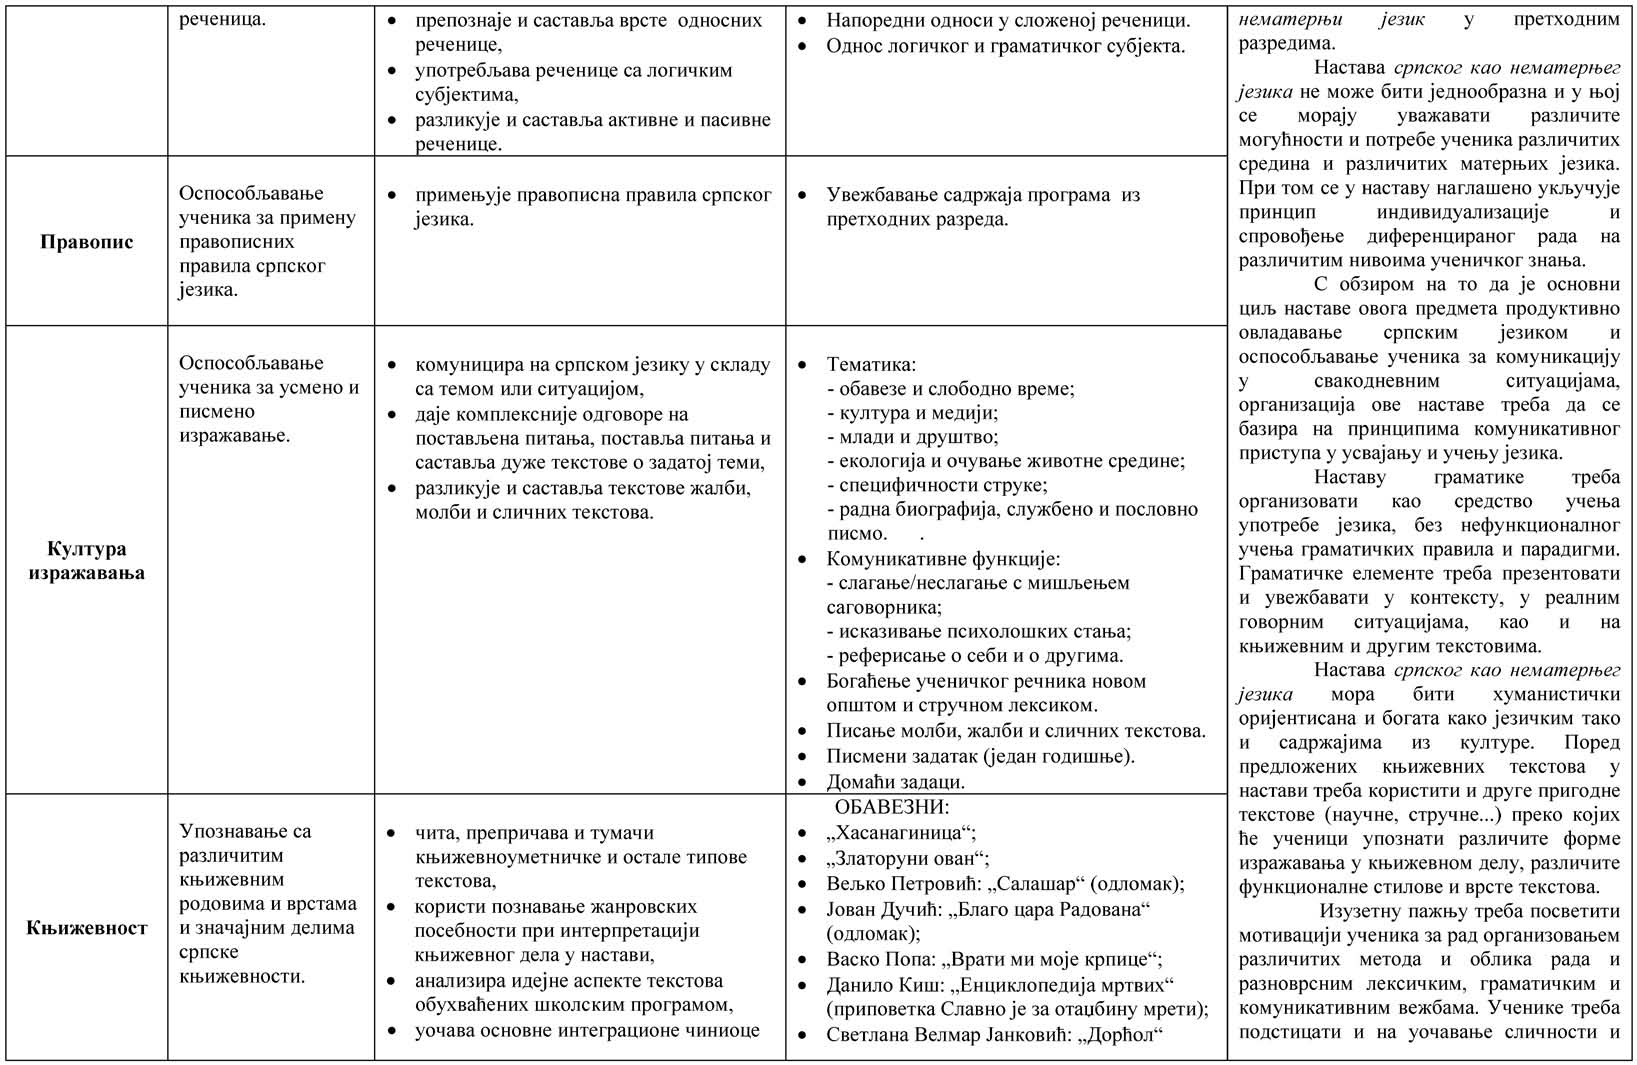 реченица.
• препознаје и саставља врсте односних
реченице,
• употребљава реченице са логичким
субјектима,
• разликује и саставља активне и пасивне
реченице.
• Напоредни односи у сложеној реченици.
• Однос логичког и граматичког субјекта.
Правопис
Оспособљавање
ученика за примену
правописних
правила српског
језика.
• примењује правописна правила српског
језика.
• Увежбавање садржаја програма из
претходних разреда.
Култура
изражавања
Оспособљавање
ученика за усмено и
писмено
изражавање.
• комуницира на српском језику у складу
са темом или ситуацијом,
• даје комплексније одговоре на
постављена питања, поставља питања и
саставља дуже текстове о задатој теми,
• разликује и саставља текстове жалби,
молби и сличних текстова.
• Тематика:
- обавезе и слободно време;
- култура и медији;
- млади и друштво;
- екологија и очување животне средине;
- специфичности струке;
- радна биографија, службено и пословно
писмо. .
• Комуникативне функције:
- слагање/неслагање с мишљењем
саговорника;
- исказивање психолошких стања;
- реферисање о себи и о другима.
• Богаћење ученичког речника новом
општом и стручном лексиком.
• Писање молби, жалби и сличних текстова.
• Писмени задатак (један годишње).
• Домаћи задаци.
Књижевност
Упознавање са
различитим
књижевним
родовима и врстама
и значајним делима
српске
књижевности.
• чита, препричава и тумачи
књижевноуметничке и остале типове
текстова,
• користи познавање жанровских
посебности при интерпретацији
књижевног дела у настави,
• анализира идејне аспекте текстова
обухваћених школским програмом,
• уочава основне интеграционе чиниоце
ОБАВЕЗНИ:
• „Хасанагиница“;
• „Златоруни ован“;
• Вељко Петровић: „Салашар“ (одломак);
• Јован Дучић: „Благо цара Радована“
(одломак);
• Васко Попа: „Врати ми моје крпице“;
• Данило Киш: „Енциклопедија мртвих“
(приповетка Славно је за отаџбину мрети);
• Светлана Велмар Јанковић: „Дорћол“
нематерњи језик у претходним
разредима.
Настава српског као нематерњег
језика не може бити једнообразна и у њој
се морају уважавати различите
могућности и потребе ученика различитих
средина и различитих матерњих језика.
При том се у наставу наглашено укључује
принцип индивидуализације и
спровођење диференцираног рада на
различитим нивоима ученичког знања.
С обзиром на то да је основни
циљ наставе овога предмета продуктивно
овладавање српским језиком и
оспособљавање ученика за комуникацију
у свакодневним ситуацијама,
организација ове наставе треба да се
базира на принципима комуникативног
приступа у усвајању и учењу језика.
Наставу граматике треба
организовати као средство учења
употребе језика, без нефункционалног
учења граматичких правила и парадигми.
Граматичке елементе треба презентовати
и увежбавати у контексту, у реалним
говорним ситуацијама, као и на
књижевним и другим текстовима.
Настава српског као нематерњег
језика мора бити хуманистички
оријентисана и богата како језичким тако
и садржајима из културе. Поред
предложених књижевних текстова у
настави треба користити и друге пригодне
текстове (научне, стручне...) преко којих
ће ученици упознати различите форме
изражавања у књижевном делу, различите
функционалне стилове и врсте текстова.
Изузетну пажњу треба посветити
мотивацији ученика за рад организовањем
различитих метода и облика рада и
разноврсним лексичким, граматичким и
комуникативним вежбама. Ученике треба
подстицати и на уочавање сличности и